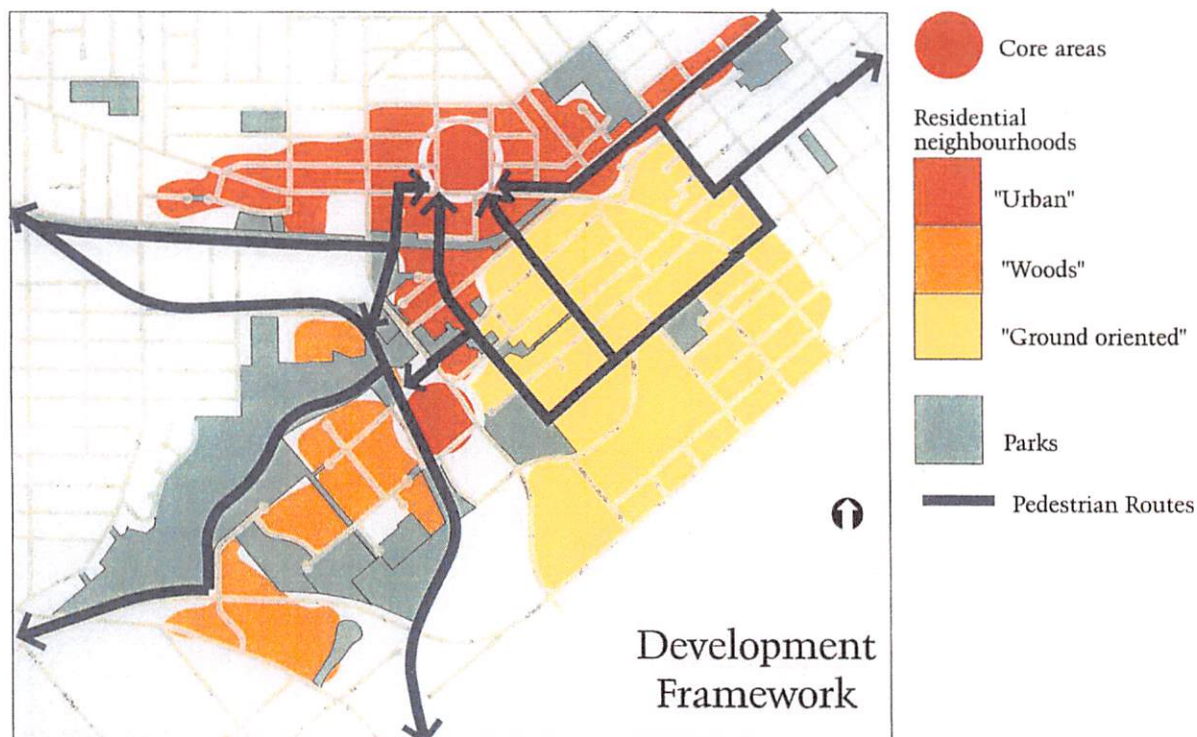 Core areas
Residential
neighbourhoods
"Urban"
"Woods"
"Ground oriented"
Parks
Pedestrian Routes
Development
Framework